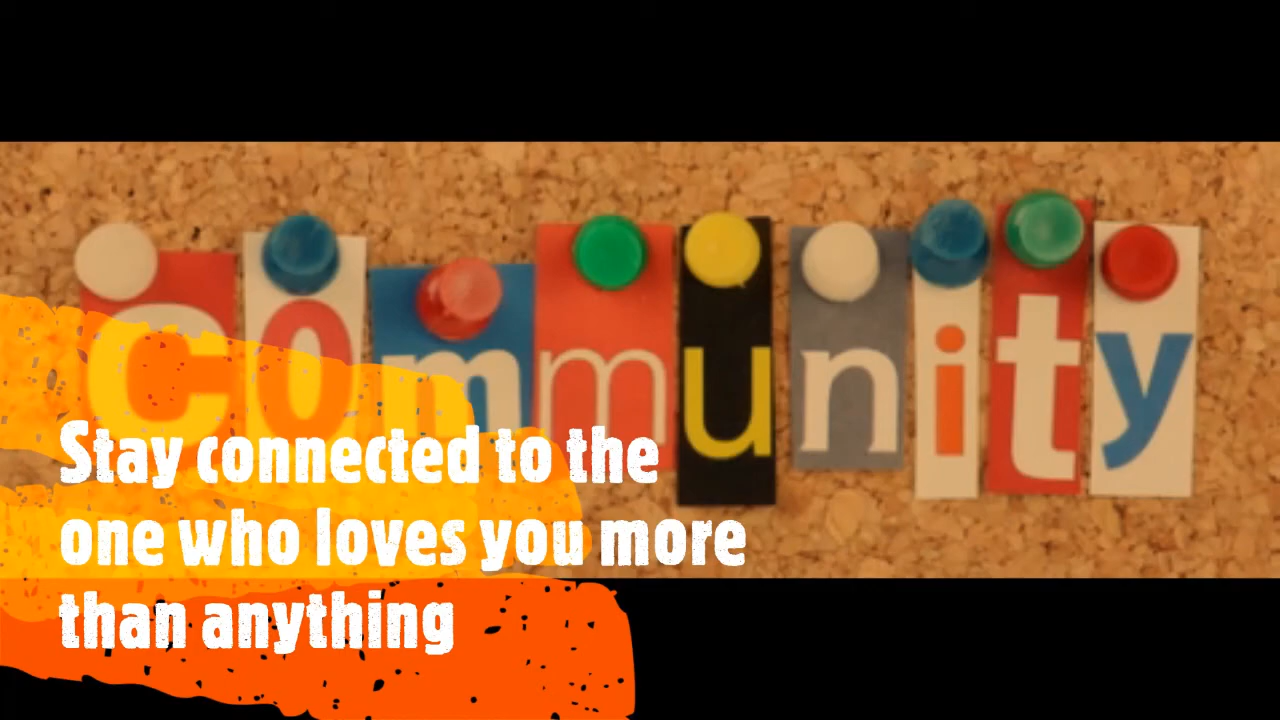 community
Stay connected to the
one who loves you more
than anything